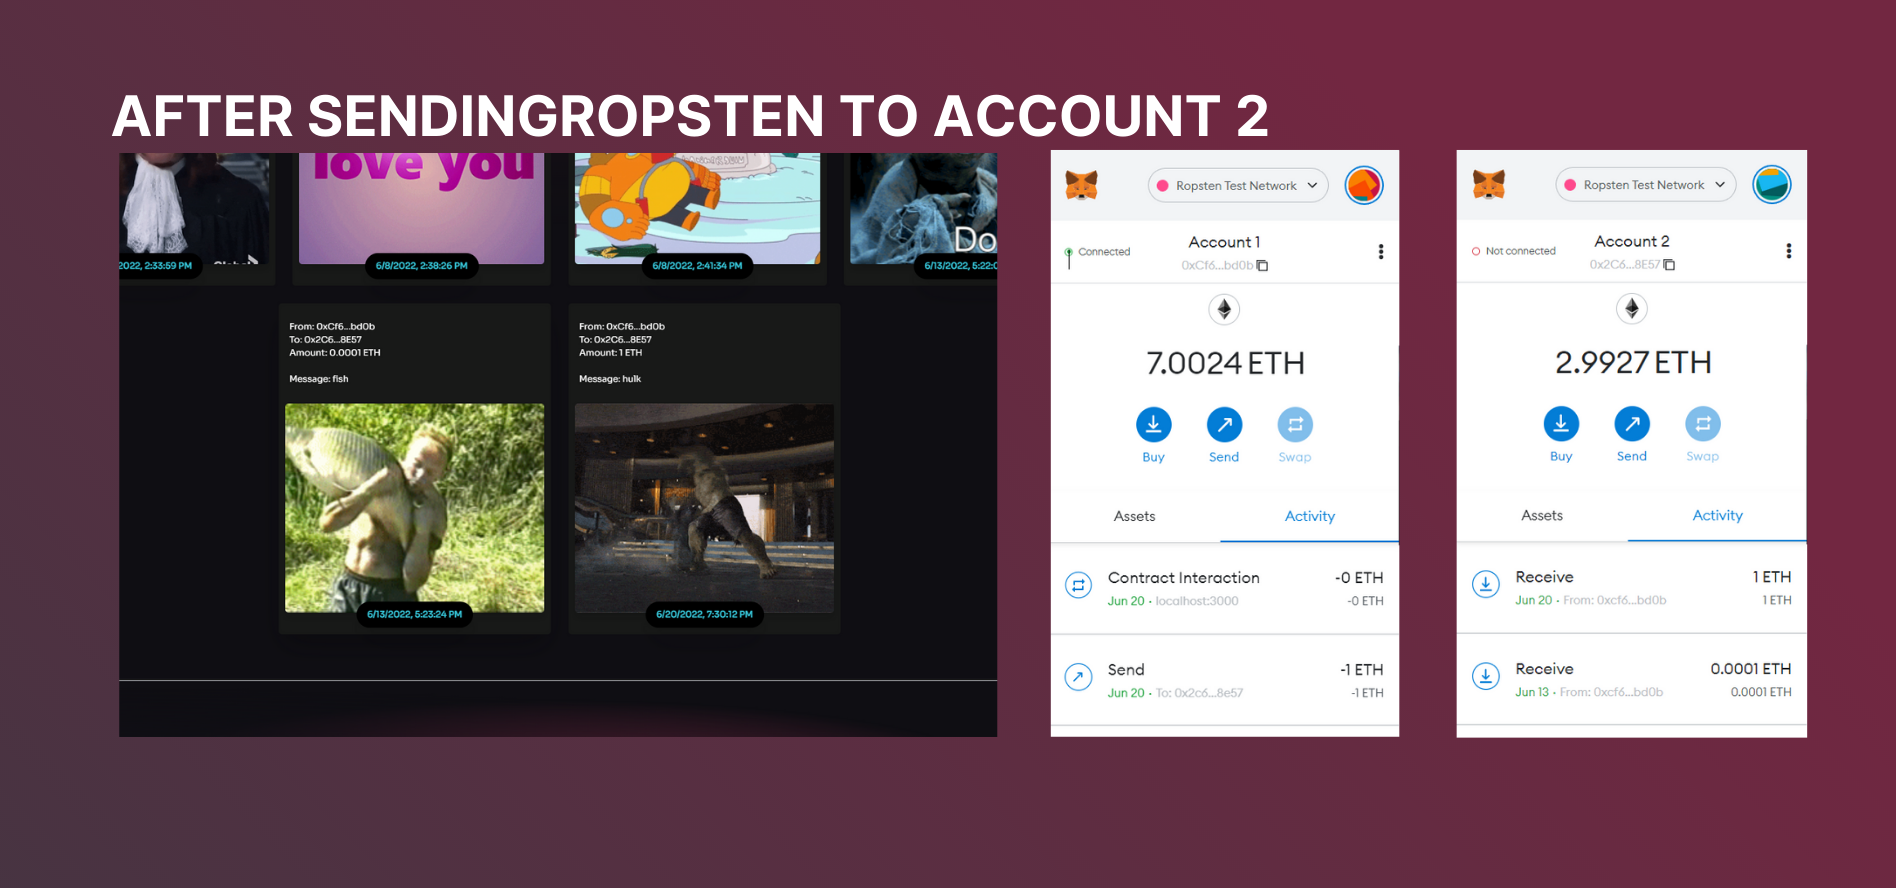 AFTER SENDINGROPSTEN TO ACCOUNT 2
love you
Do
2022, 2:33:59 PM
6/8/2022, 2:38:26 PM
6/8/2022, 2:41:34 PM
6/13/2022, 5:22:0
From: 0xCf6...bd0b
To: 0x2C6...8E57
Amount: 0.0001 ETH
Message: fish
6/13/2022, 5:23:24 PM
From: 0xCf6...bd0b
To: 0x2C6...8E57
Amount: 1 ETH
Message: hulk
6/20/2022, 7:30:12 PM
Ropsten Test Network
Connected
Account 1
0xCf6...bd0b
7.0024 ETH
Buy
Send
Swap
Assets
Activity
Contract Interaction
-0 ETH
Jun 20 · localhost:3000
-0 ETH
Send
-1 ETH
Jun 20 · To: 0x2c6...8e57
-1 ETH
Ropsten Test Network
Not connected
Account 2
0x2C6...8E57
2.9927 ETH
Buy
Send
Swap
Assets
Activity
Receive
1 ETH
Jun 20 · From: 0xcf6...bd0b
1 ETH
Receive
0.0001 ETH
Jun 13 · From: 0xcf6...bd0b
0.0001 ETH